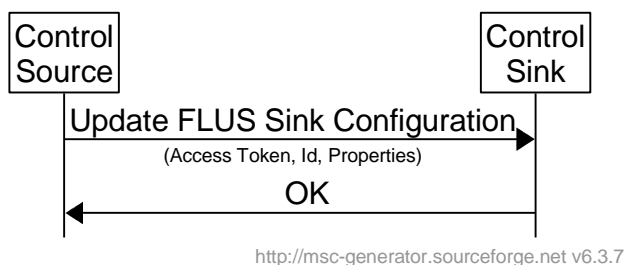 Control
Source
Control
Sink
Update FLUS Sink Configuration
(Access Token, Id, Properties)
OK
http://msc-generator.sourceforge.net v6.3.7